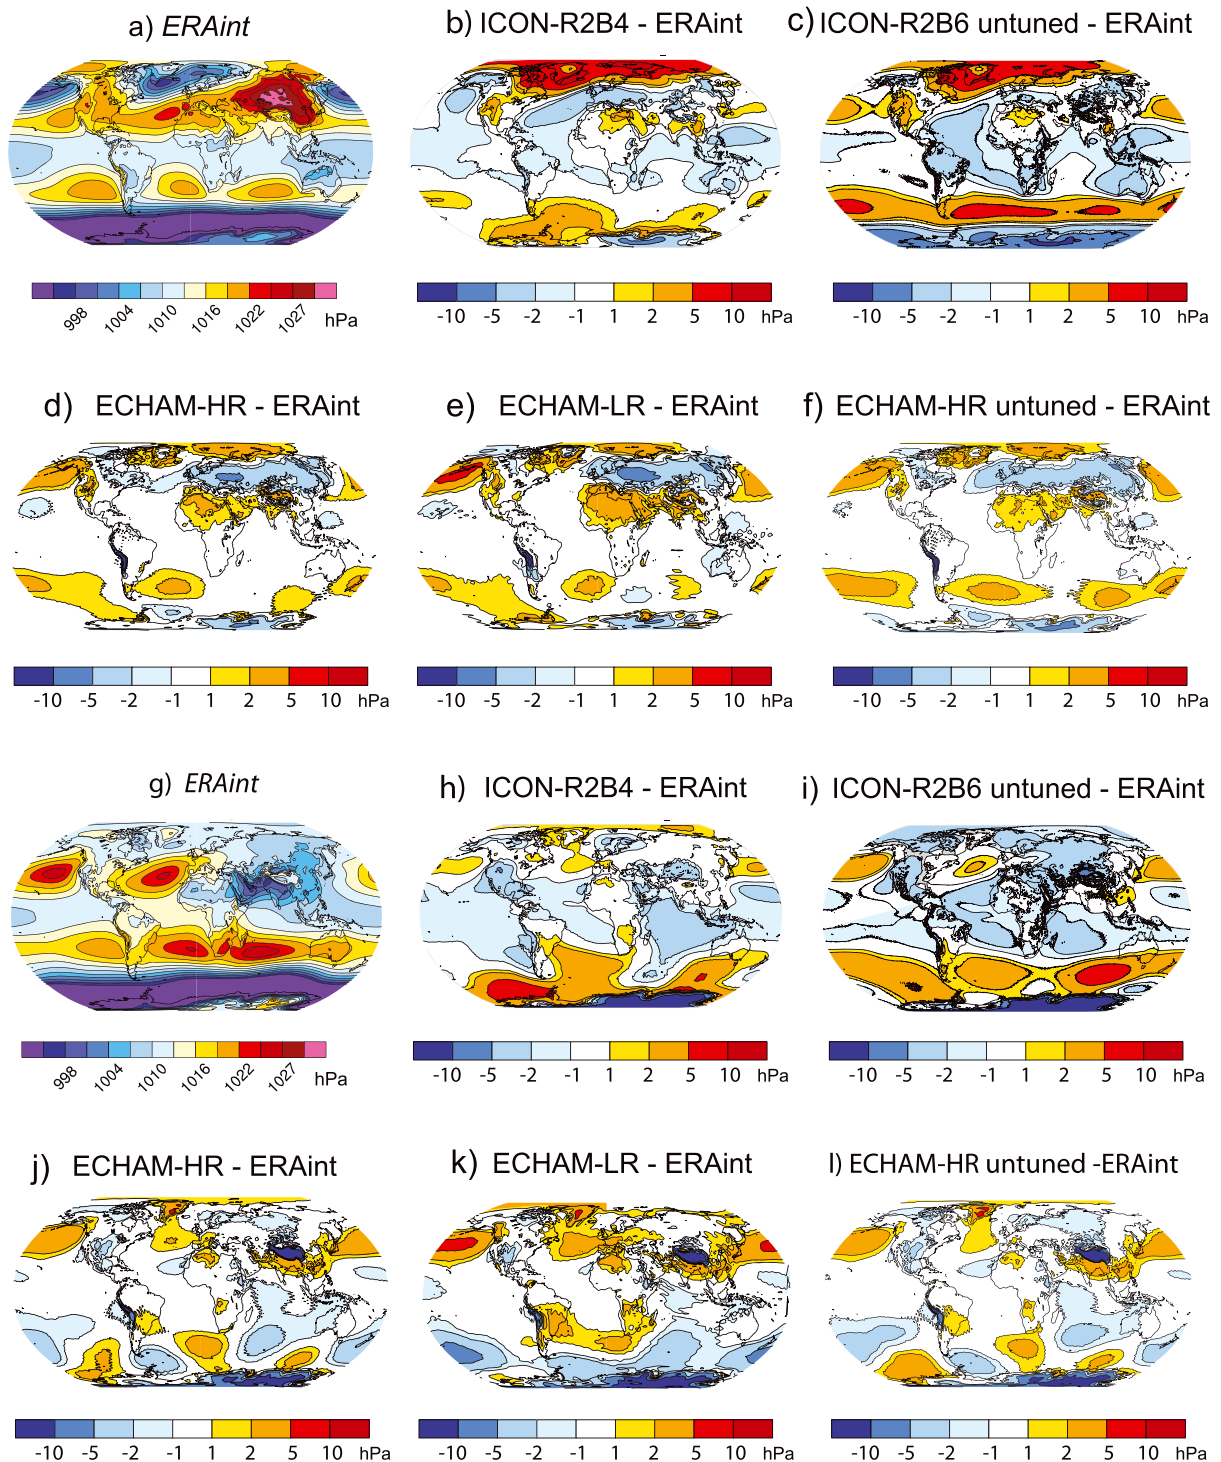 a) ERAint
b) ICON-R2B4 - ERAint
c) ICON-R2B6 untuned - ERAint
998 1004 1010 1016 1022 1027 hPa
-10 -5 -2 -1 1 2 5 10 hPa
-10 -5 -2 -1 1 2 5 10 hPa
d) ECHAM-HR - ERAint
e) ECHAM-LR - ERAint
f) ECHAM-HR untuned - ERAint
-10 -5 -2 -1 1 2 5 10 hPa
-10 -5 -2 -1 1 2 5 10 hPa
-10 -5 -2 -1 1 2 5 10 hPa
g) ERAint
h) ICON-R2B4 - ERAint
i) ICON-R2B6 untuned - ERAint
998 1004 1010 1016 1022 1027 hPa
-10 -5 -2 -1 1 2 5 10 hPa
-10 -5 -2 -1 1 2 5 10 hPa
j) ECHAM-HR - ERAint
k) ECHAM-LR - ERAint
l) ECHAM-HR untuned -ERAint
-10 -5 -2 -1 1 2 5 10 hPa
-10 -5 -2 -1 1 2 5 10 hPa
-10 -5 -2 -1 1 2 5 10 hPa